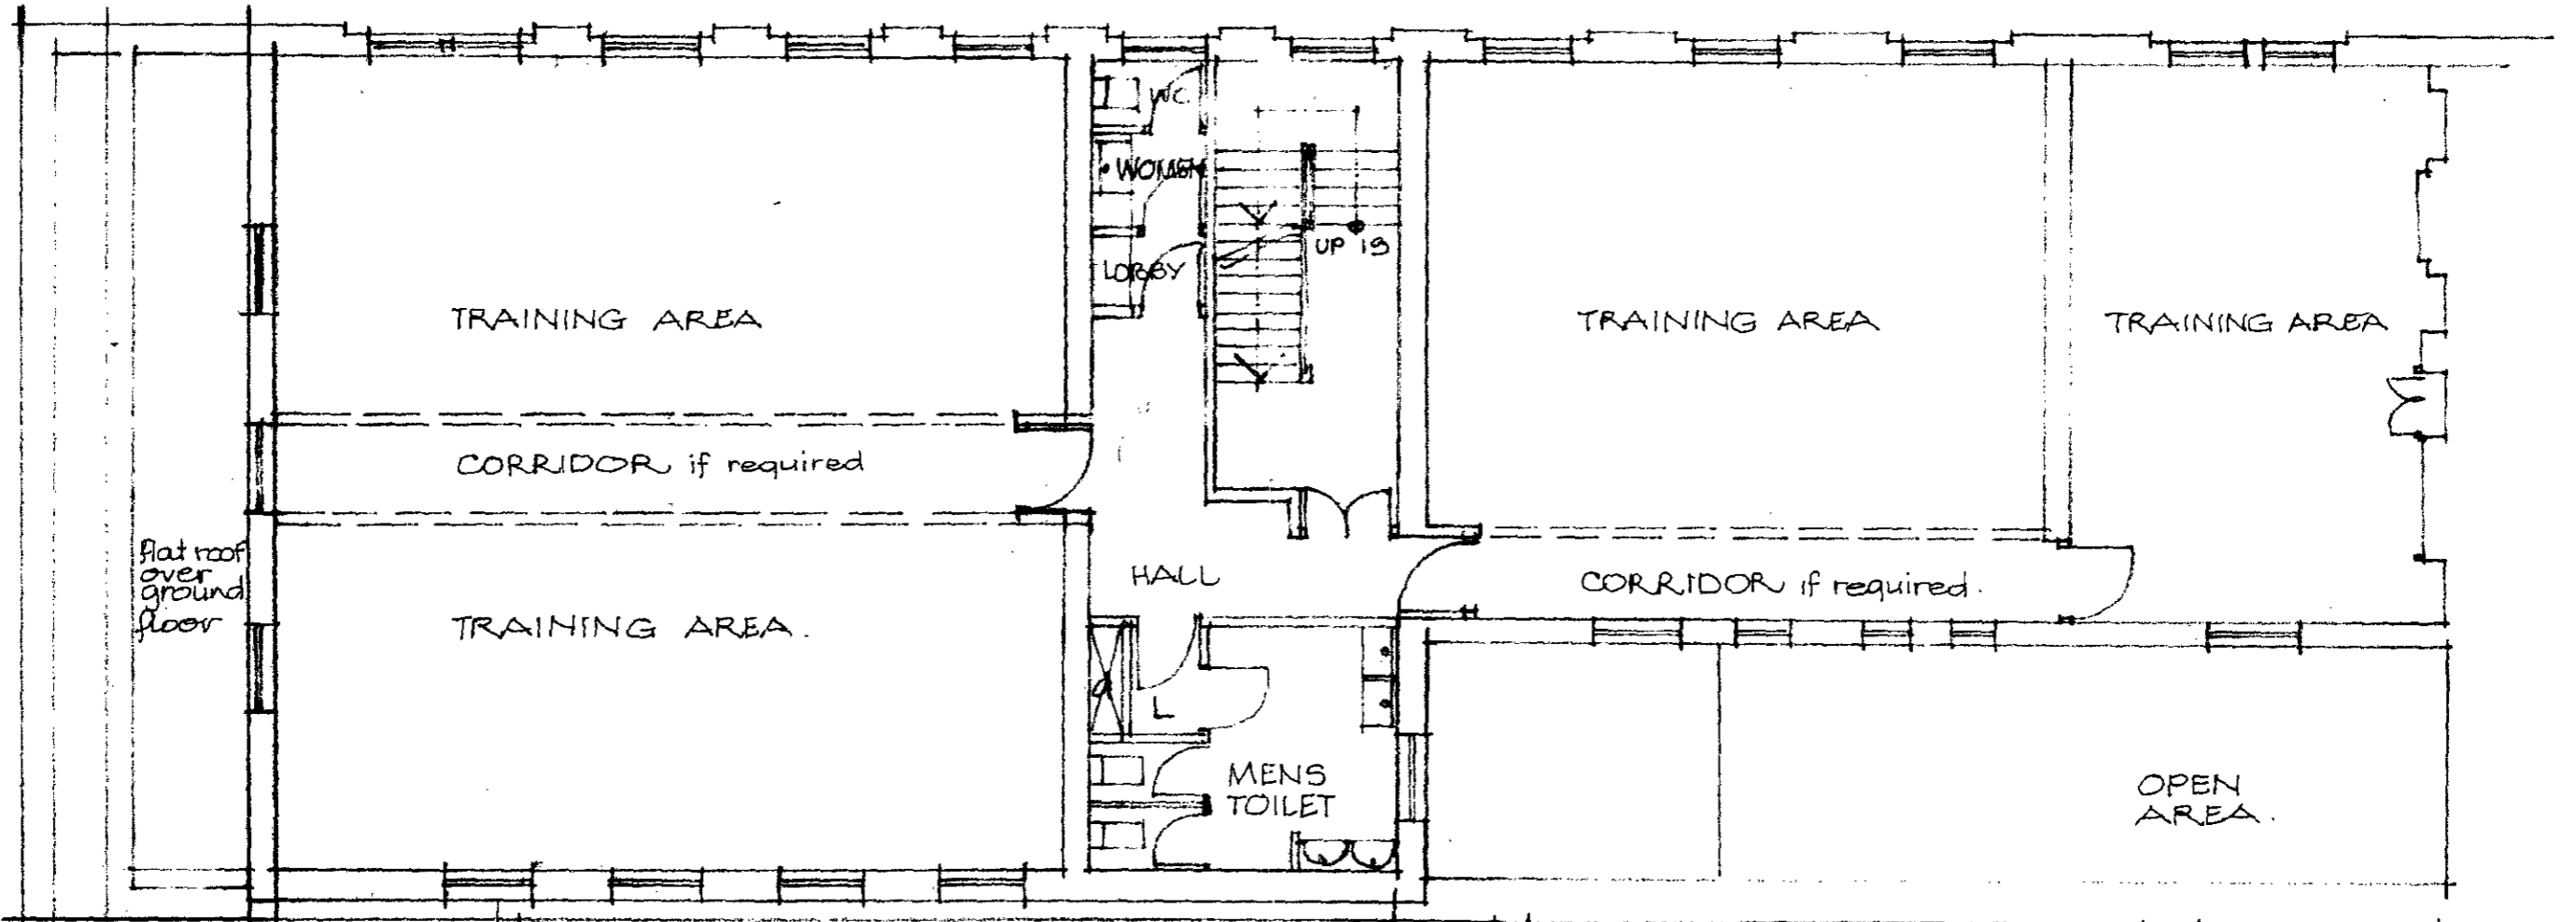 WC.
WOMEN
LOBBY
UP 19
TRAINING AREA
TRAINING AREA
TRAINING AREA
CORRIDOR if required
flat roof
over
ground
floor
HALL
CORRIDOR if required.
TRAINING AREA.
L
MENS
TOILET
OPEN
AREA.